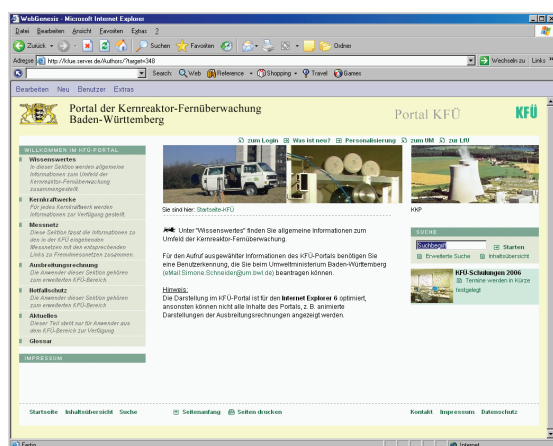 WebGenesis - Microsoft Internet Explorer
Datei Bearbeiten Ansicht Favoriten Extras ?
Zurück Suchen Favoriten Ordner
Adresse http://klue.server.de/Authors/?target=348 Wechseln zu Links
Search: Web Reference Shopping Travel Games
Bearbeiten Neu Benutzer Extras
Portal der Kernreaktor-Fernüberwachung
Baden-Württemberg
Portal KFÜ
KFÜ
zum Login Was ist neu? Personalisierung zum UM zur LfU
WILLKOMMEN IM KFÜ-PORTAL
Wissenswertes
In dieser Sektion werden allgemeine
Informationen zum Umfeld der
Kernreaktor-Fernüberwachung
zusammengestellt.
Kernkraftwerke
Für jedes Kernkraftwerk werden
Informationen zur Verfügung gestellt.
Messnetz
Diese Sektion fasst die Informationen zu
den in der KFÜ eingehenden
Messnetzen mit den entsprechenden
Links zu Fremdmessnetzen zusammen.
Ausbreitungsrechnung
Die Anwender dieser Sektion gehören
zum erweiterten KFÜ-Bereich
Notfallschutz
Die Anwender dieser Sektion gehören
zum erweiterten KFÜ-Bereich
Aktuelles
Dieser Teil steht nur für Anwender aus
dem KFÜ-Bereich zur Verfügung
Glossar
IMPRESSUM
Sie sind hier: Startseite-KFÜ
Unter "Wissenswertes" finden Sie allgemeine Informationen zum
Umfeld der Kernreaktor-Fernüberwachung.
Für den Aufruf ausgewählter Informationen des KFÜ-Portals benötigen Sie
eine Benutzerkennung, die Sie beim Umweltministerium Baden-Württemberg
(eMail:Simone.Schneider@um.bwl.de) beantragen können.
Hinweis:
Die Darstellung im KFÜ-Portal ist für den Internet Explorer 6 optimiert,
ansonsten können nicht alle Inhalte des Portals, z. B. animierte
Darstellungen der Ausbreitungsrechnungen angezeigt werden.
KKP
SUCHE
Suchbegriff Starten
Erweiterte Suche Inhaltsübersicht
KFÜ-Schulungen 2006
Termine werden in Kürze
festgelegt
Startseite Inhaltsübersicht Suche Seitenanfang Seiten drucken Kontakt Impressum Datenschutz
Fertig Internet